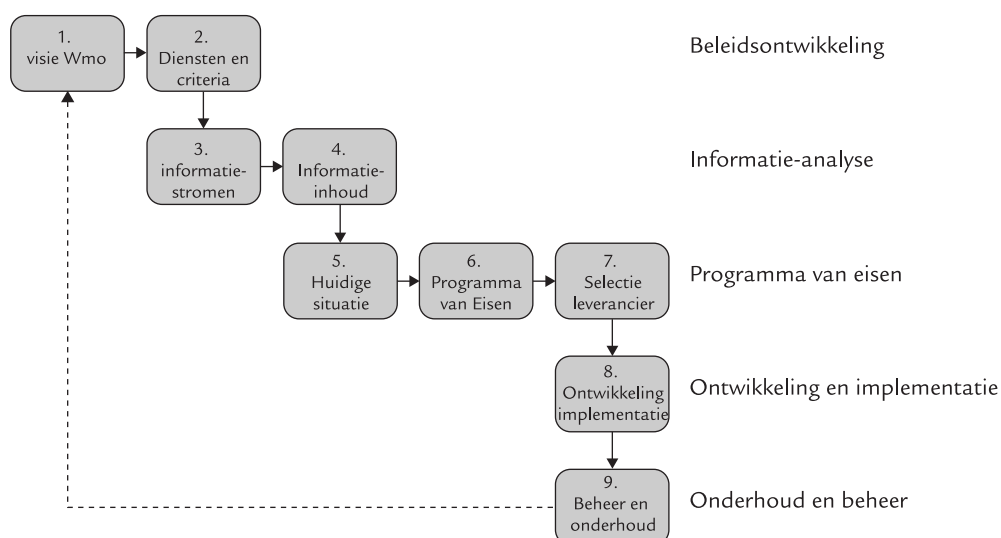 1.
visie Wmo
2.
Diensten en
criteria
Beleidsontwikkeling
3.
informatie-
stromen
4.
Informatie-
inhoud
Informatie-analyse
5.
Huidige
situatie
6.
Programma
van Eisen
7.
Selectie
leverancier
Programma van eisen
8.
Ontwikkeling
implementatie
Ontwikkeling en implementatie
9.
Beheer en
onderhoud
Onderhoud en beheer